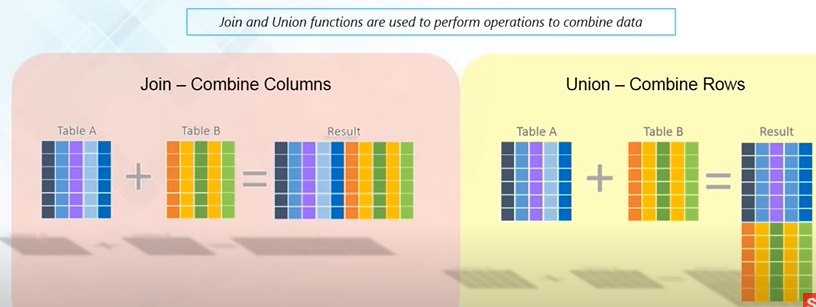 Join and Union functions are used to perform operations to combine data
Join – Combine Columns
Table A
Table B
Result
Union – Combine Rows
Table A
Table B
Result
S